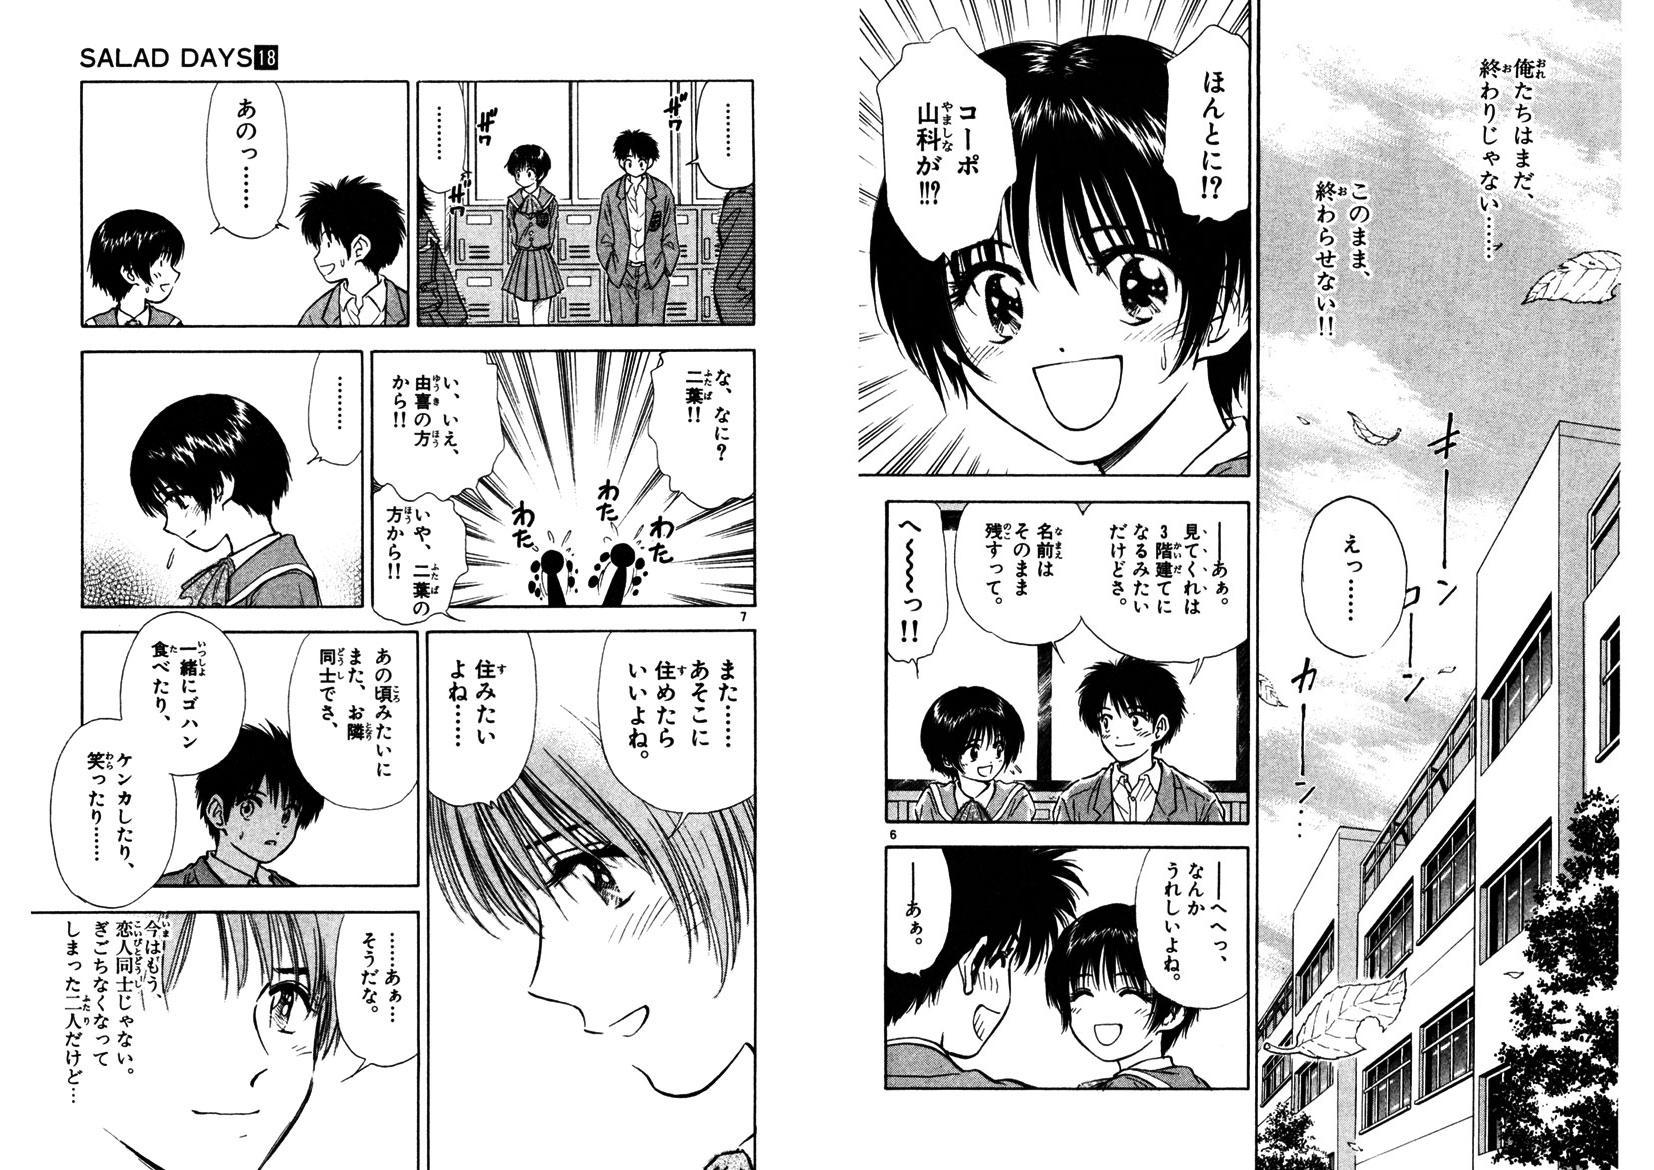 俺たちはまだ、
終わりじゃない……
このまま、
終わらせない!!
キーン
コーン
カーン…
えっ……
ほんとに!?
コーポ
山科が!!?
――あぁ。
見てくれは
3階建てに
なるみたい
だけどさ。
名前は
そのまま
残すって。
へ〜〜〜っ!!
6
――へへっ、
なんか
うれしいよね。
――あぁ。
SALAD DAYS 18
………
ザワ
………
ザワ
ザワ
あのっ……
な、なに?
二葉!!
い、いえ、
由喜の方
から!!
いや、二葉の
方から!!
わた
わた
わた。
7
………
また……
あそこに
住めたら
いいよね。
住みたい
よね……
あの頃みたいに
また、お隣
同士でさ、
一緒にゴハン
食べたり、
ケンカしたり、
笑ったり……
……あぁ…
そうだな。
今はもう、
恋人同士じゃない。
ぎごちなくなって
しまった二人だけど…